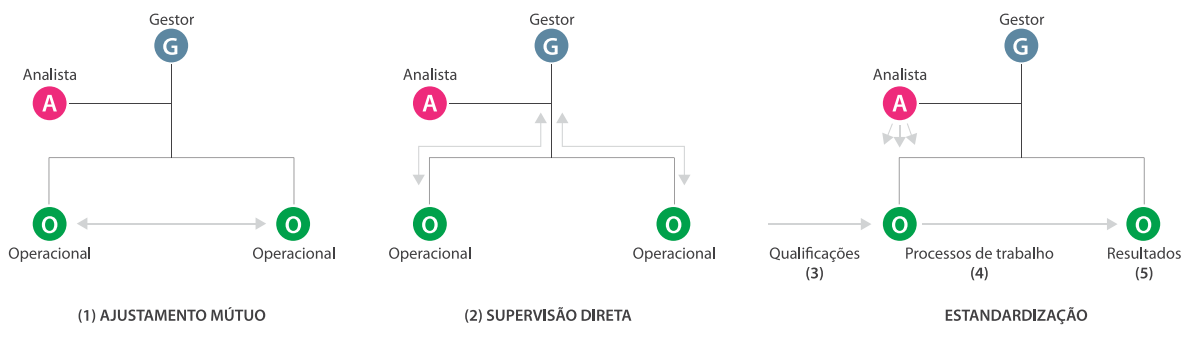 Gestor
G
Analista
A
O
O
Operacional
Operacional
(1) AJUSTAMENTO MÚTUO
Gestor
G
Analista
A
O
O
Operacional
Operacional
(2) SUPERVISÃO DIRETA
Gestor
G
Analista
A
O
O
Qualificações
(3)
Processos de trabalho
(4)
Resultados
(5)
ESTANDARDIZAÇÃO